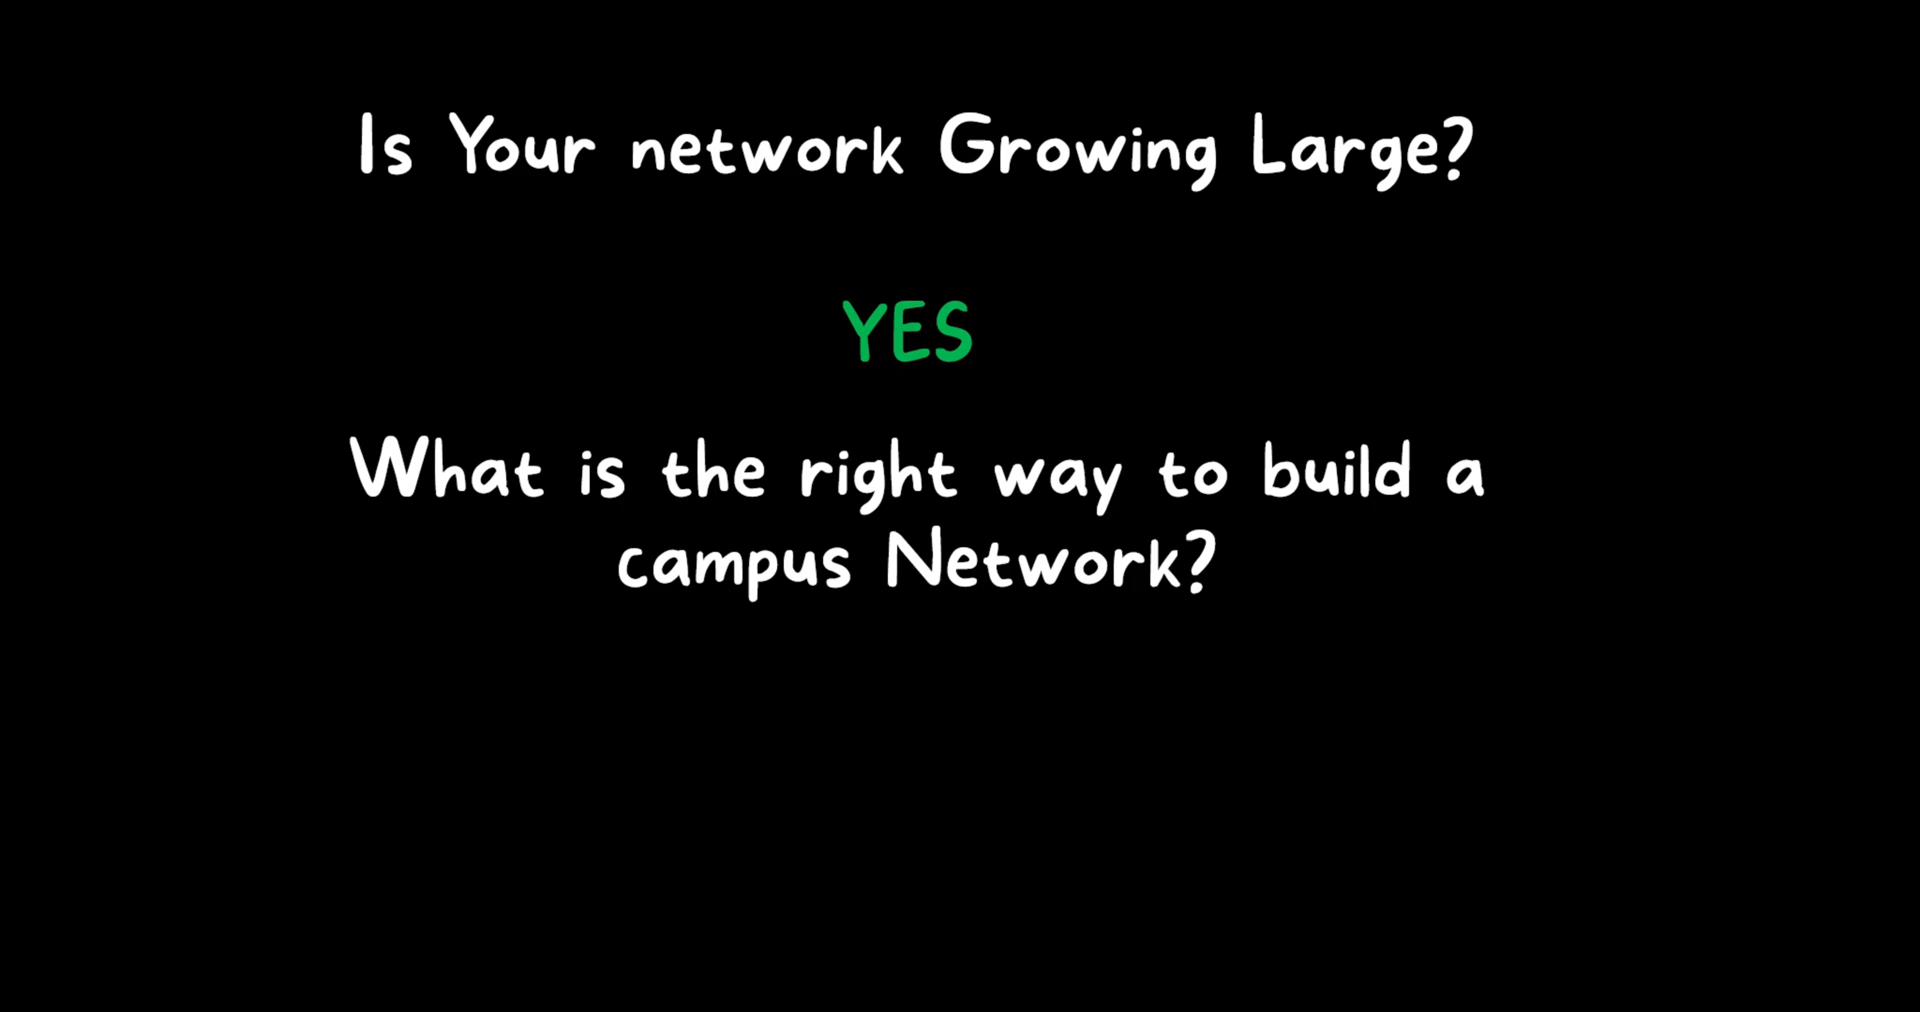 Is Your network Growing Large?
YES
What is the right way to build a
campus Network?